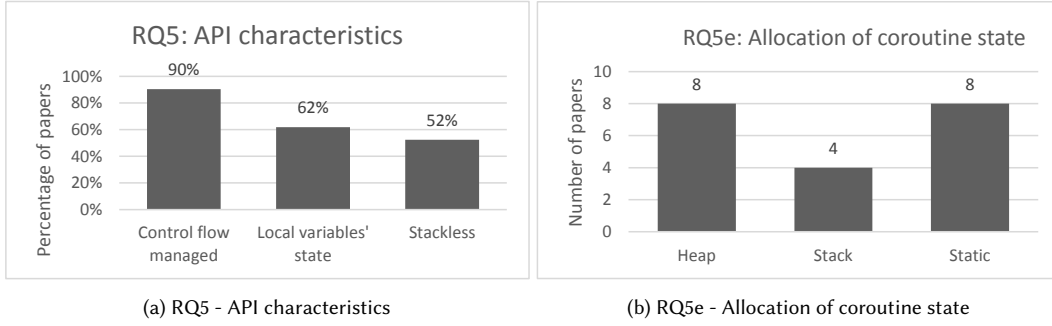 RQ5: API characteristics
Percentage of papers
100%
80%
60%
40%
20%
0%
90%
62%
52%
Control flow
managed
Local variables'
state
Stackless
(a) RQ5 - API characteristics
RQ5e: Allocation of coroutine state
Number of papers
10
8
6
4
2
0
8
4
8
Heap
Stack
Static
(b) RQ5e - Allocation of coroutine state